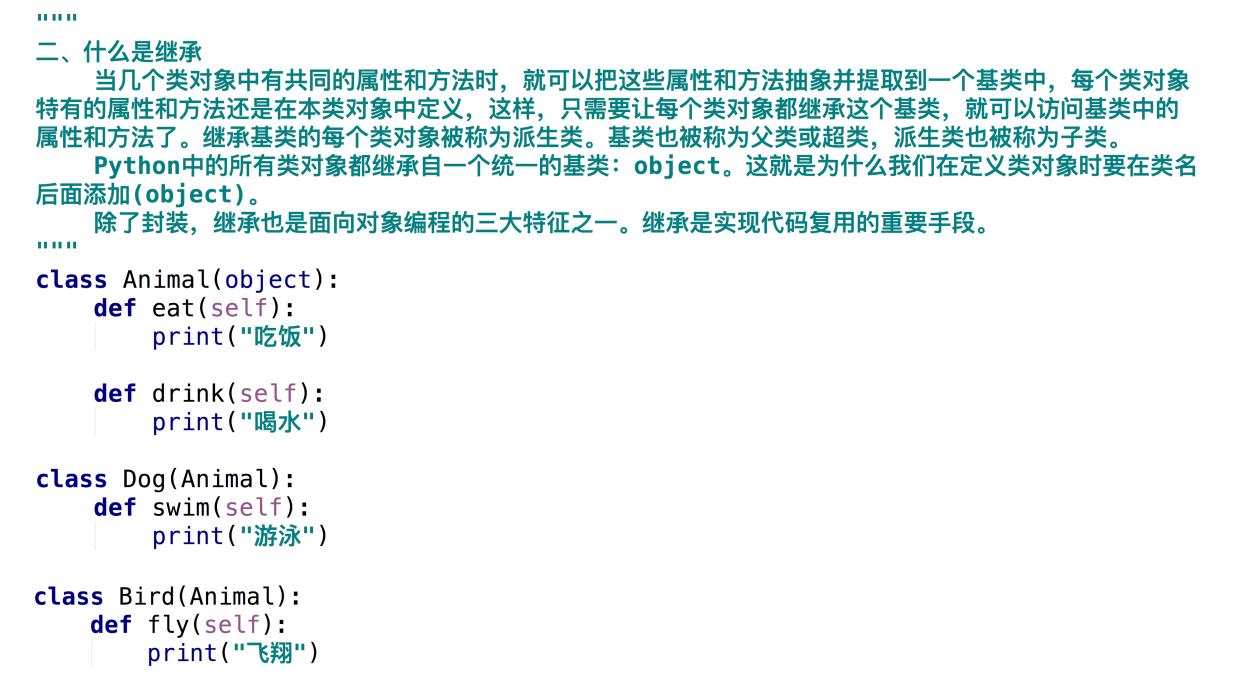 """
二、什么是继承
    当几个类对象中有共同的属性和方法时，就可以把这些属性和方法抽象并提取到一个基类中，每个类对象
特有的属性和方法还是在本类对象中定义，这样，只需要让每个类对象都继承这个基类，就可以访问基类中的
属性和方法了。继承基类的每个类对象被称为派生类。基类也被称为父类或超类，派生类也被称为子类。
    Python中的所有类对象都继承自一个统一的基类：object。这就是为什么我们在定义类对象时要在类名
后面添加(object)。
    除了封装，继承也是面向对象编程的三大特征之一。继承是实现代码复用的重要手段。
"""
class Animal(object):
    def eat(self):
        print("吃饭")
    def drink(self):
        print("喝水")
class Dog(Animal):
    def swim(self):
        print("游泳")
class Bird(Animal):
    def fly(self):
        print("飞翔")